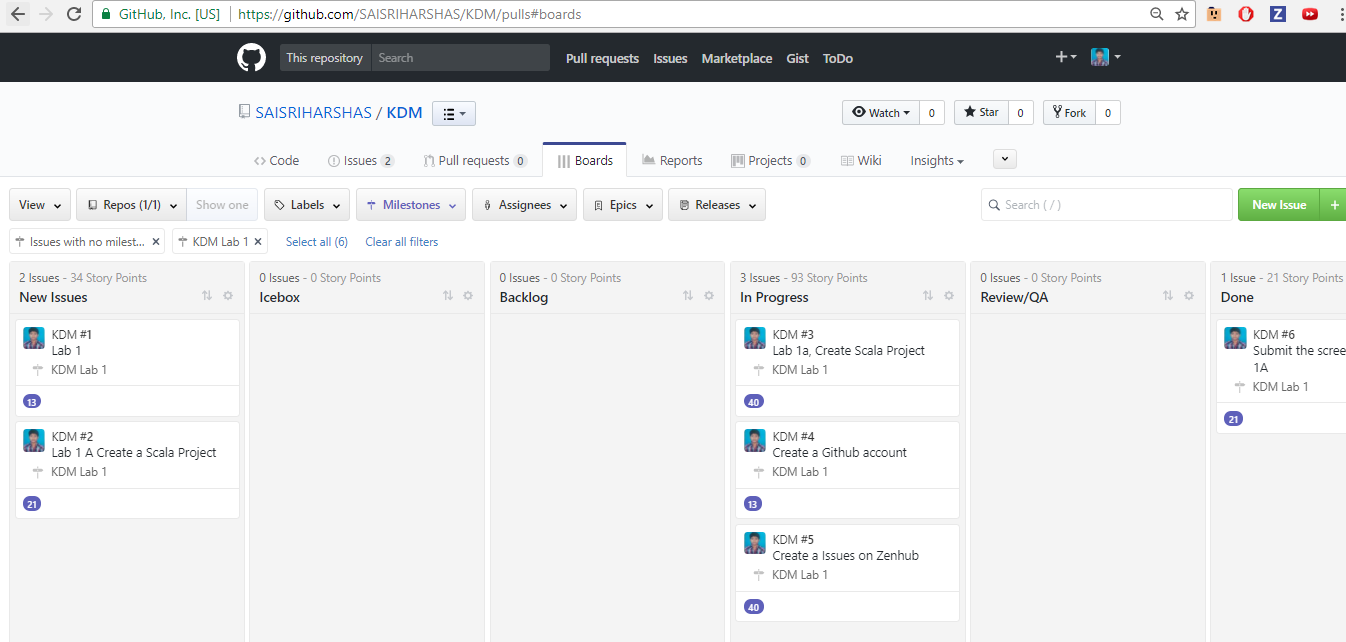 GitHub, Inc. [US] https://github.com/SAISRIHARSHAS/KDM/pulls#boards
This repository Search Pull requests Issues Marketplace Gist ToDo
SAISRIHARSHAS / KDM Watch 0 Star 0 Fork 0
Code Issues 2 Pull requests 0 Boards Reports Projects 0 Wiki Insights
View Repos (1/1) Show one Labels Milestones Assignees Epics Releases Search ( / ) New Issue +
Issues with no milest... × KDM Lab 1 × Select all (6) Clear all filters
2 Issues - 34 Story Points
New Issues
KDM #1
Lab 1
KDM Lab 1
13
KDM #2
Lab 1 A Create a Scala Project
KDM Lab 1
21
0 Issues - 0 Story Points
Icebox
0 Issues - 0 Story Points
Backlog
3 Issues - 93 Story Points
In Progress
KDM #3
Lab 1a, Create Scala Project
KDM Lab 1
40
KDM #4
Create a Github account
KDM Lab 1
13
KDM #5
Create a Issues on Zenhub
KDM Lab 1
40
0 Issues - 0 Story Points
Review/QA
1 Issue - 21 Story Points
Done
KDM #6
Submit the scree
1A
KDM Lab 1
21